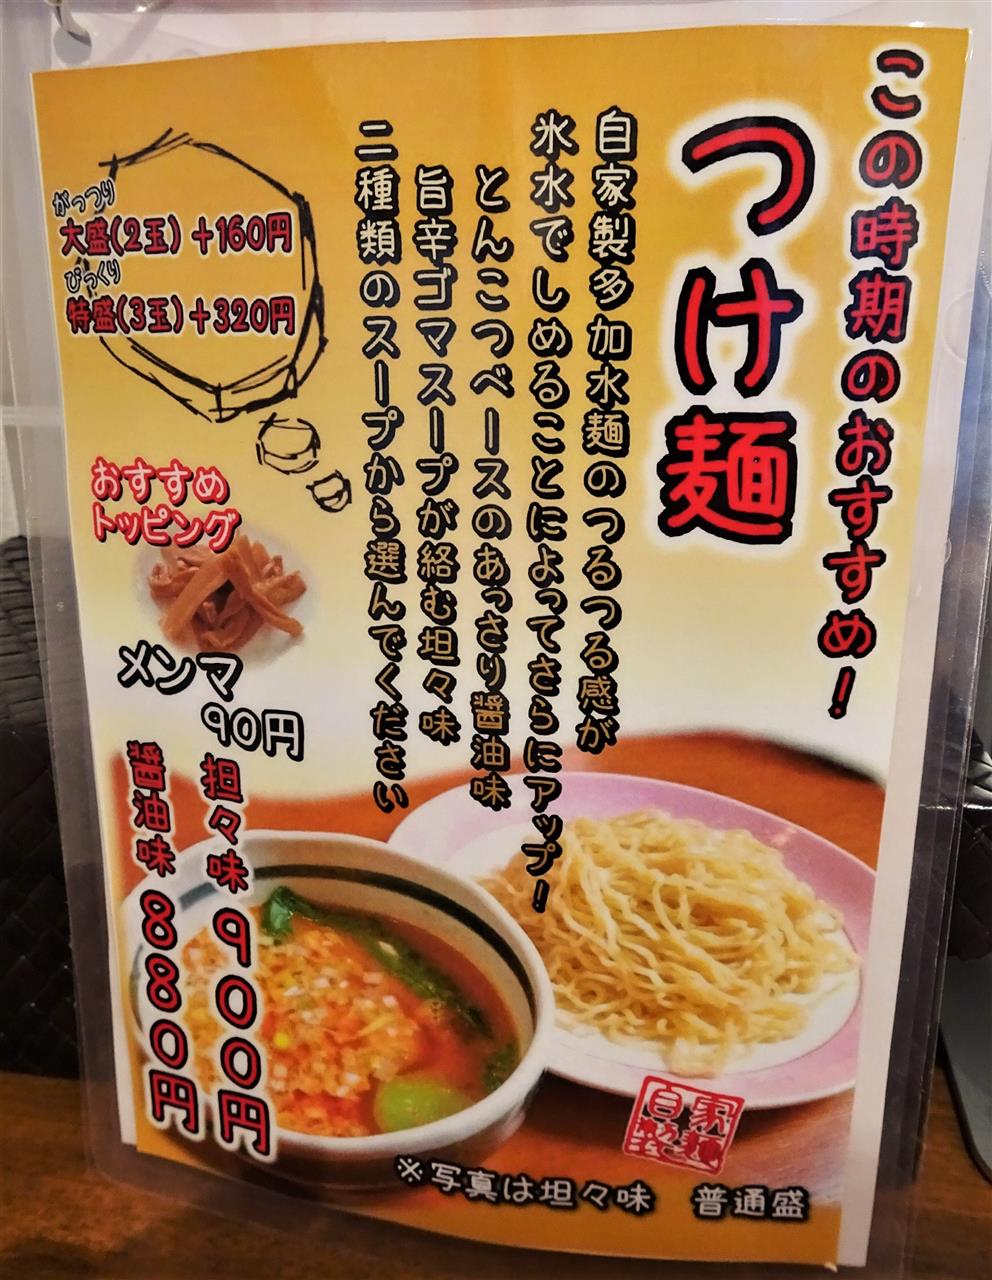 この時期のおすすめ!
つけ麺
自家製多加水麺のつるつる感が
氷水でしめることによってさらにアップ!
とんこつベースのあっさり醤油味
旨辛ゴマスープが絡む坦々味
二種類のスープから選んでください
がっつり
大盛(2玉)+160円
びっくり
特盛(3玉)+320円
おすすめ
トッピング
メンマ
90円
坦々味 900円
醤油味 880円
自家製麺
※写真は坦々味 普通盛